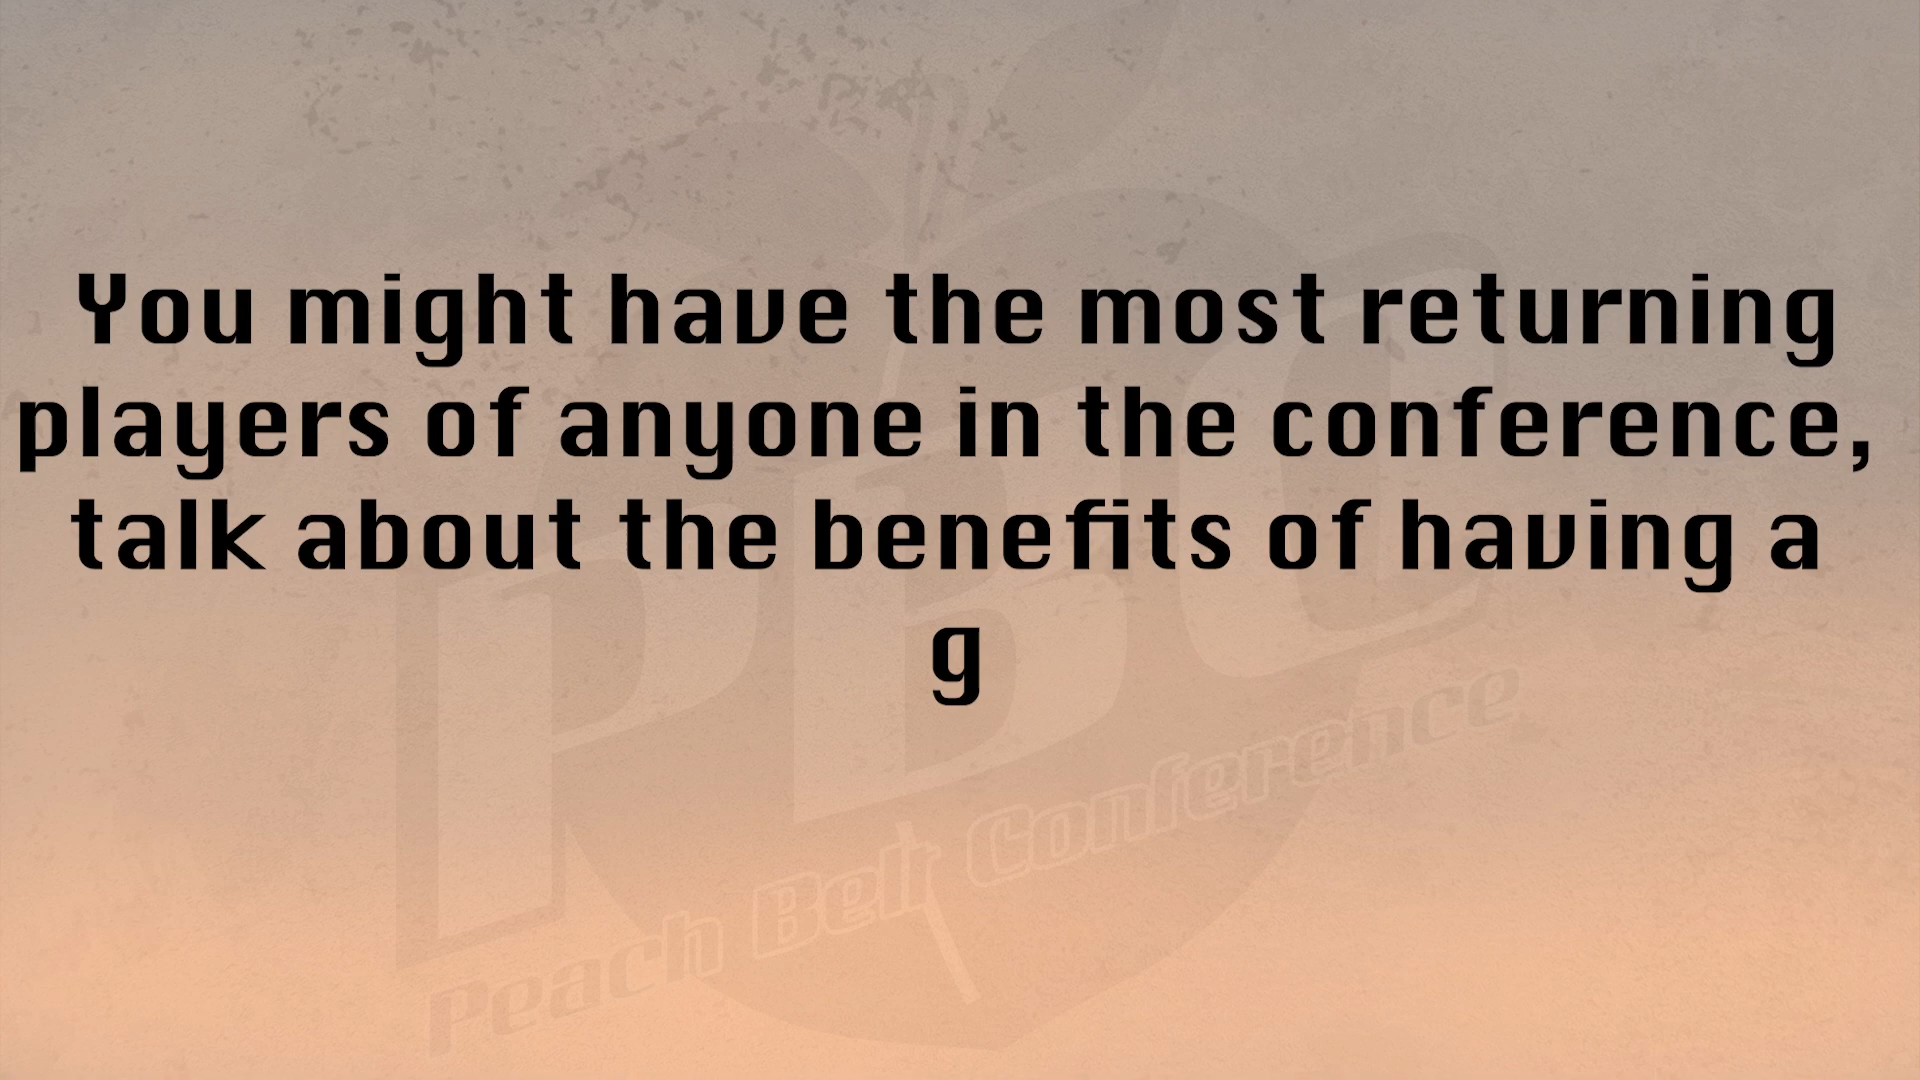 You might have the most returning
players of anyone in the conference,
talk about the benefits of having a
g
PBC
Peach Belt Conference